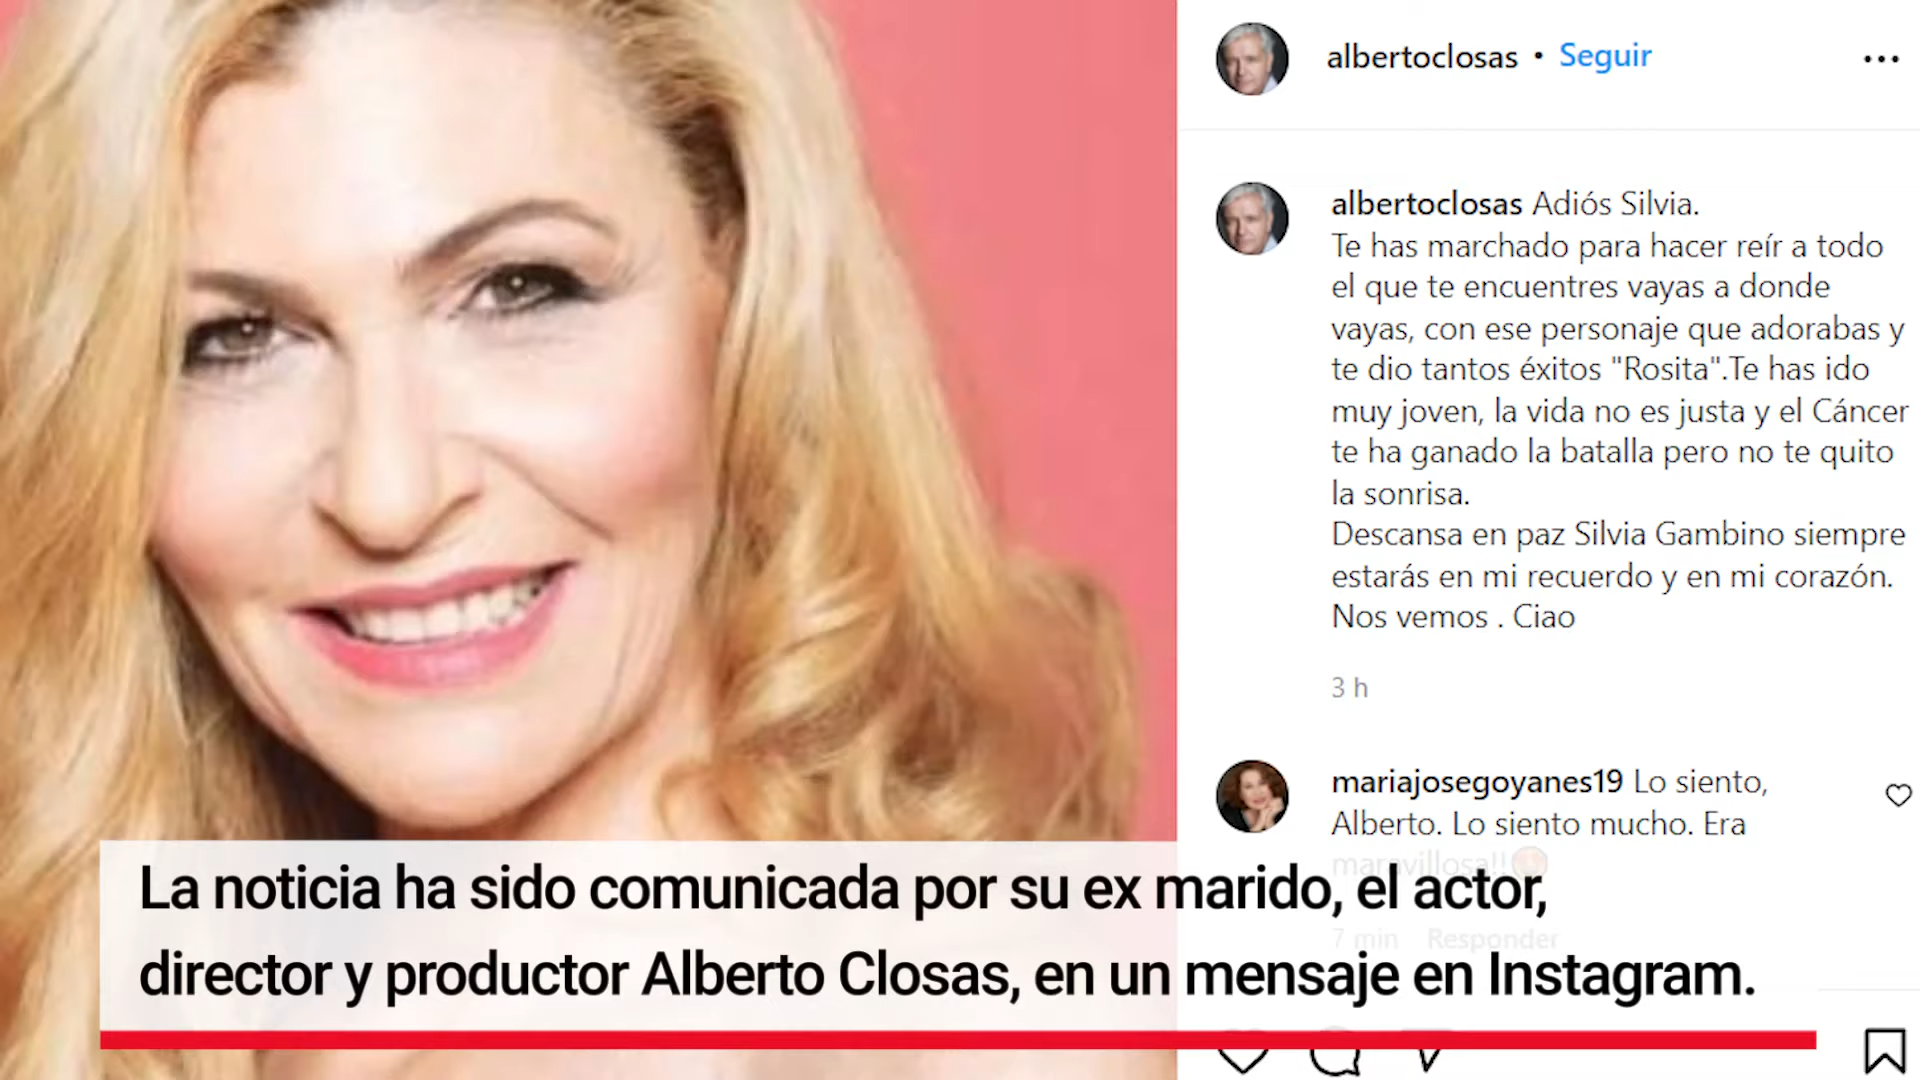 albertoclosas • Seguir
albertoclosas Adiós Silvia.
Te has marchado para hacer reír a todo
el que te encuentres vayas a donde
vayas, con ese personaje que adorabas y
te dio tantos éxitos "Rosita".Te has ido
muy joven, la vida no es justa y el Cáncer
te ha ganado la batalla pero no te quito
la sonrisa.
Descansa en paz Silvia Gambino siempre
estarás en mi recuerdo y en mi corazón.
Nos vemos . Ciao
3 h
mariajosegoyanes19 Lo siento,
Alberto. Lo siento mucho. Era
maravillosa!!
7 min Responder
La noticia ha sido comunicada por su ex marido, el actor,
director y productor Alberto Closas, en un mensaje en Instagram.